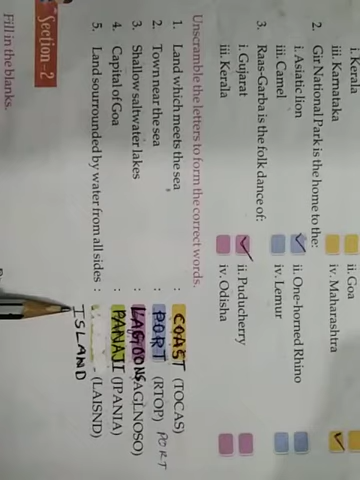 i. Kerala ii. Goa
iii. Karnataka iv. Maharashtra
2. Gir National Park is the home to the:
i. Asiatic lion ii. One-horned Rhino
iii. Camel iv. Lemur
3. Raas-Garba is the folk dance of:
i. Gujarat ii. Puducherry
iii. Kerala iv. Odisha
Unscramble the letters to form the correct words.
1. Land which meets the sea : COAST (TOCAS)
2. Town near the sea : PORT (RTOP) PORT
3. Shallow saltwater lakes : LAGOONS (AGLNOSO)
4. Capital of Goa : PANAJI (JPANIA)
5. Land sourrounded by water from all sides : (LAISND)
ISLAND
Section-2
Fill in the blanks.